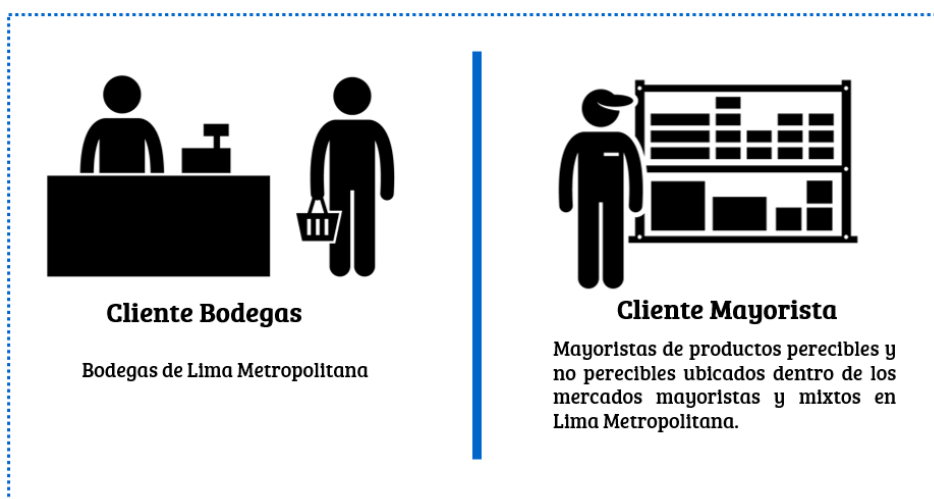 Cliente Bodegas
Bodegas de Lima Metropolitana
Cliente Mayorista
Mayoristas de productos perecibles y
no perecibles ubicados dentro de los
mercados mayoristas y mixtos en
Lima Metropolitana.